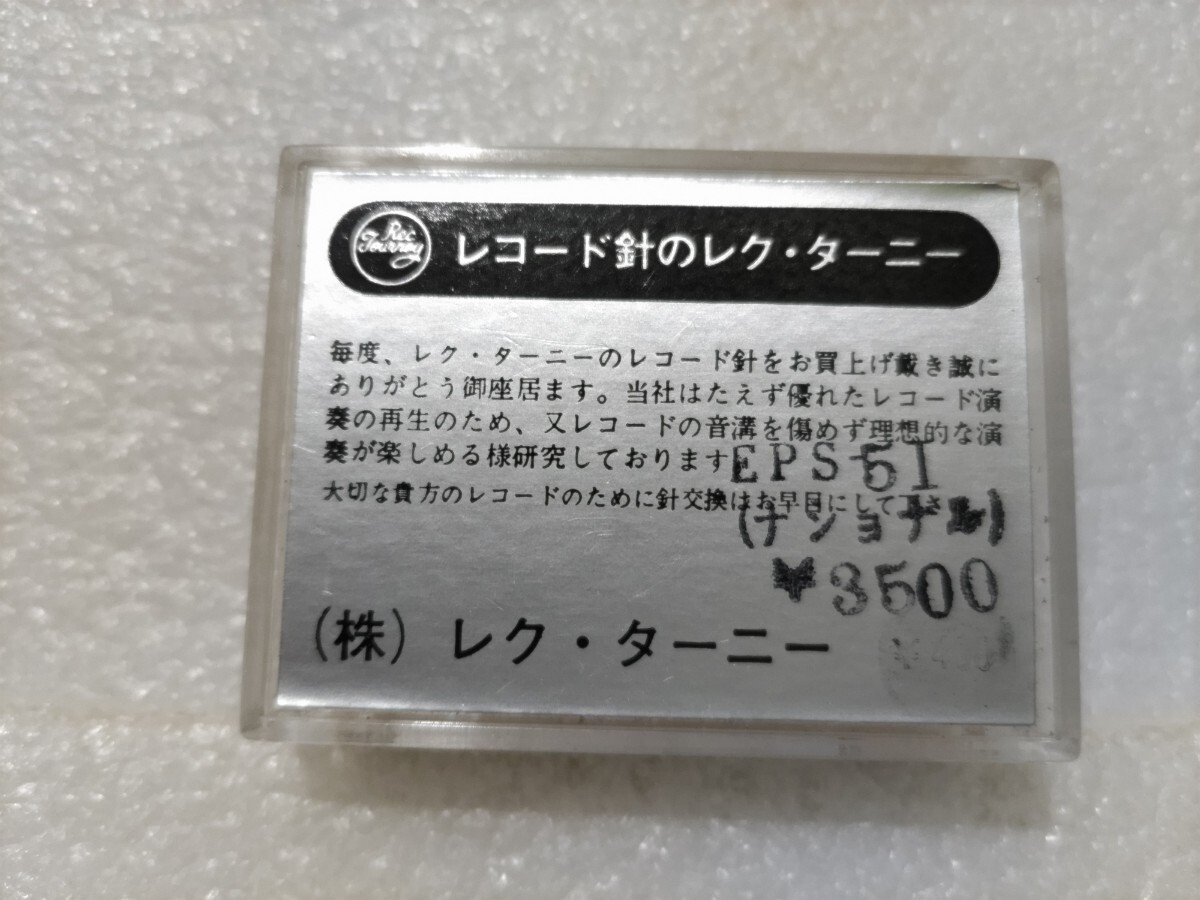 Rec Tourney
レコード針のレク・ターニー
毎度、レク・ターニーのレコード針をお買上げ戴き誠に
ありがとう御座居ます。当社はたえず優れたレコード演
奏の再生のため、又レコードの音溝を傷めず理想的な演
奏が楽しめる様研究しております
EPS 51
大切な貴方のレコードのために針交換はお早目にして下さ
(ナショナル)
¥3500
(株) レク・ターニー